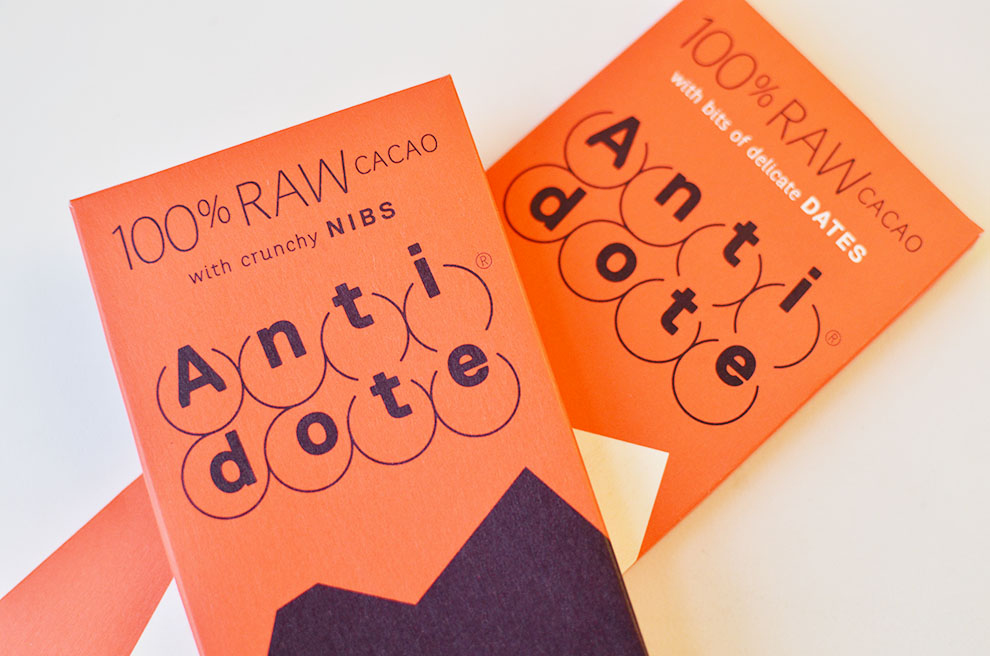 100% RAW CACAO
with crunchy NIBS
Anti®
dote
100% RAW CACAO
with bits of delicate DATES
Anti®
dote